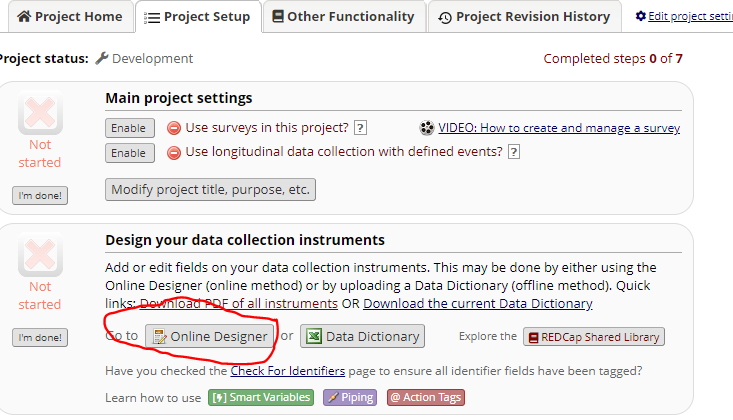 Project Home Project Setup Other Functionality Project Revision History Edit project setti
Project status: Development Completed steps 0 of 7
Main project settings
Not started
I'm done!
Enable Use surveys in this project? ? VIDEO: How to create and manage a survey
Enable Use longitudinal data collection with defined events? ?
Modify project title, purpose, etc.
Design your data collection instruments
Not started
I'm done!
Add or edit fields on your data collection instruments. This may be done by either using the
Online Designer (online method) or by uploading a Data Dictionary (offline method). Quick
links: Download PDF of all instruments OR Download the current Data Dictionary
Go to Online Designer or Data Dictionary Explore the REDCap Shared Library
Have you checked the Check For Identifiers page to ensure all identifier fields have been tagged?
Learn how to use [⚡] Smart Variables Piping @ Action Tags